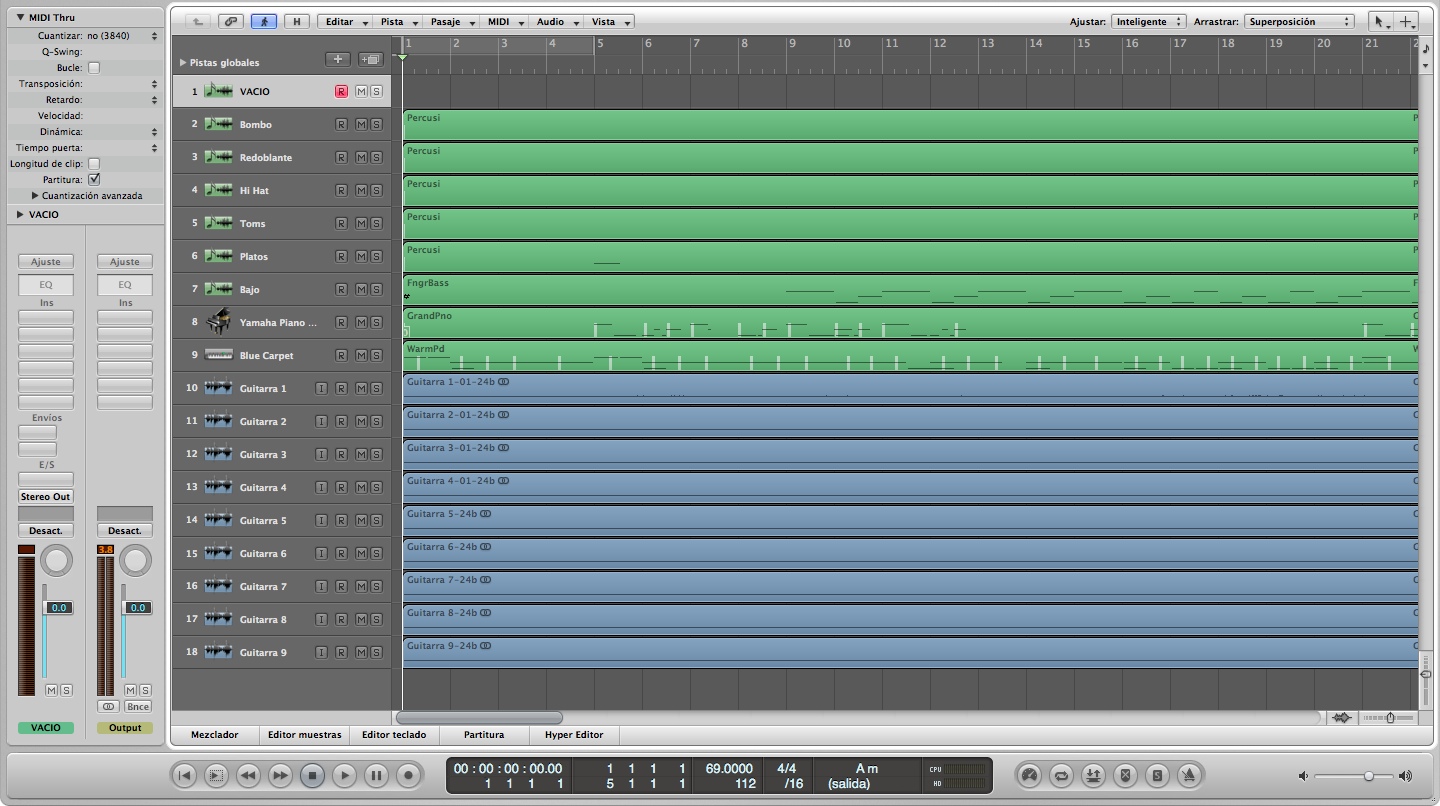 MIDI Thru
Cuantizar: no (3840)
Q-Swing:
Bucle:
Transposición:
Retardo:
Velocidad:
Dinámica:
Tiempo puerta:
Longitud de clip:
Partitura:
Cuantización avanzada
VACIO
Ajuste Ajuste
EQ EQ
Ins Ins
Envíos
E/S
Stereo Out
Desact. Desact.
3.8
0.0 0.0
M S M S
Bnce
VACIO Output
H Editar Pista Pasaje MIDI Audio Vista Ajustar: Inteligente Arrastrar: Superposición
Pistas globales
1 2 3 4 5 6 7 8 9 10 11 12 13 14 15 16 17 18 19 20 21
1 VACIO R M S
2 Bombo R M S Percusi
3 Redoblante R M S Percusi
4 Hi Hat R M S Percusi
5 Toms R M S Percusi
6 Platos R M S Percusi
7 Bajo R M S FngrBass
8 Yamaha Piano ... R M S GrandPno
9 Blue Carpet R M S WarmPd
10 Guitarra 1 I R M S Guitarra 1-01-24b
11 Guitarra 2 I R M S Guitarra 2-01-24b
12 Guitarra 3 I R M S Guitarra 3-01-24b
13 Guitarra 4 I R M S Guitarra 4-01-24b
14 Guitarra 5 I R M S Guitarra 5-24b
15 Guitarra 6 I R M S Guitarra 6-24b
16 Guitarra 7 I R M S Guitarra 7-24b
17 Guitarra 8 I R M S Guitarra 8-24b
18 Guitarra 9 I R M S Guitarra 9-24b
Mezclador Editor muestras Editor teclado Partitura Hyper Editor
00 : 00 : 00 : 00.00 1 1 1 1 69.0000 4/4 A m CPU
1 1 1 1 5 1 1 1 112 /16 (salida) HD